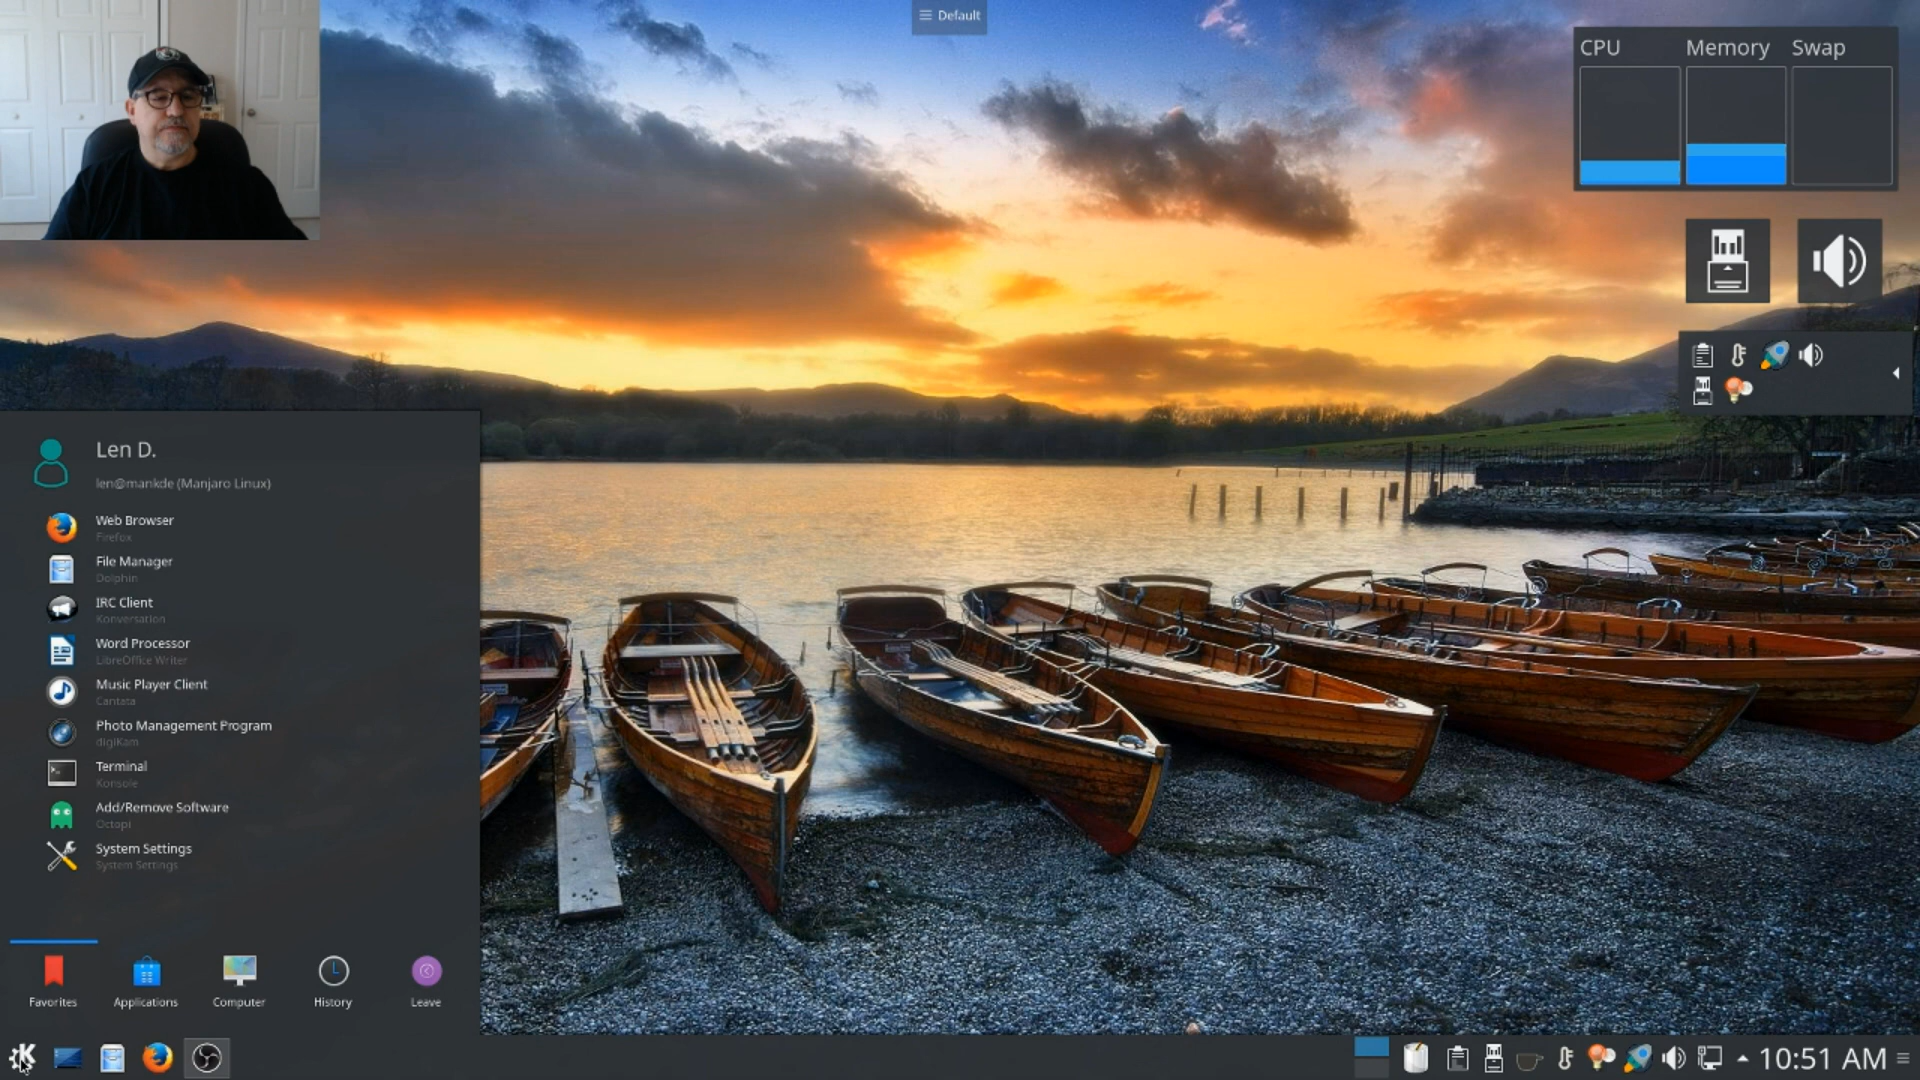 Default
CPU Memory Swap
Len D.
len@mankde (Manjaro Linux)
Web Browser
Firefox
File Manager
Dolphin
IRC Client
Konversation
Word Processor
LibreOffice Writer
Music Player Client
Cantata
Photo Management Program
digiKam
Terminal
Konsole
Add/Remove Software
Octopi
System Settings
System Settings
Favorites Applications Computer History Leave
10:51 AM